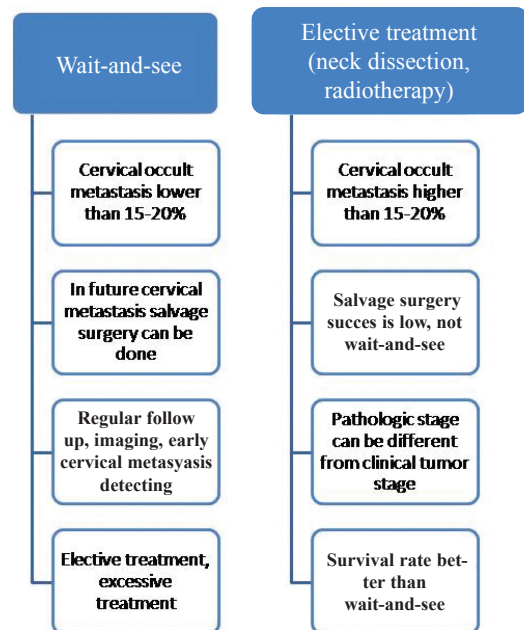 Wait-and-see
Cervical occult
metastasis lower
than 15-20%
In future cervical
metastasis salvage
surgery can be
done
Regular follow
up, imaging, early
cervical metasyasis
detecting
Elective treatment,
excessive
treatment
Elective treatment
(neck dissection,
radiotherapy)
Cervical occult
metastasis higher
than 15-20%
Salvage surgery
succes is low, not
wait-and-see
Pathologic stage
can be different
from clinical tumor
stage
Survival rate bet-
ter than
wait-and-see